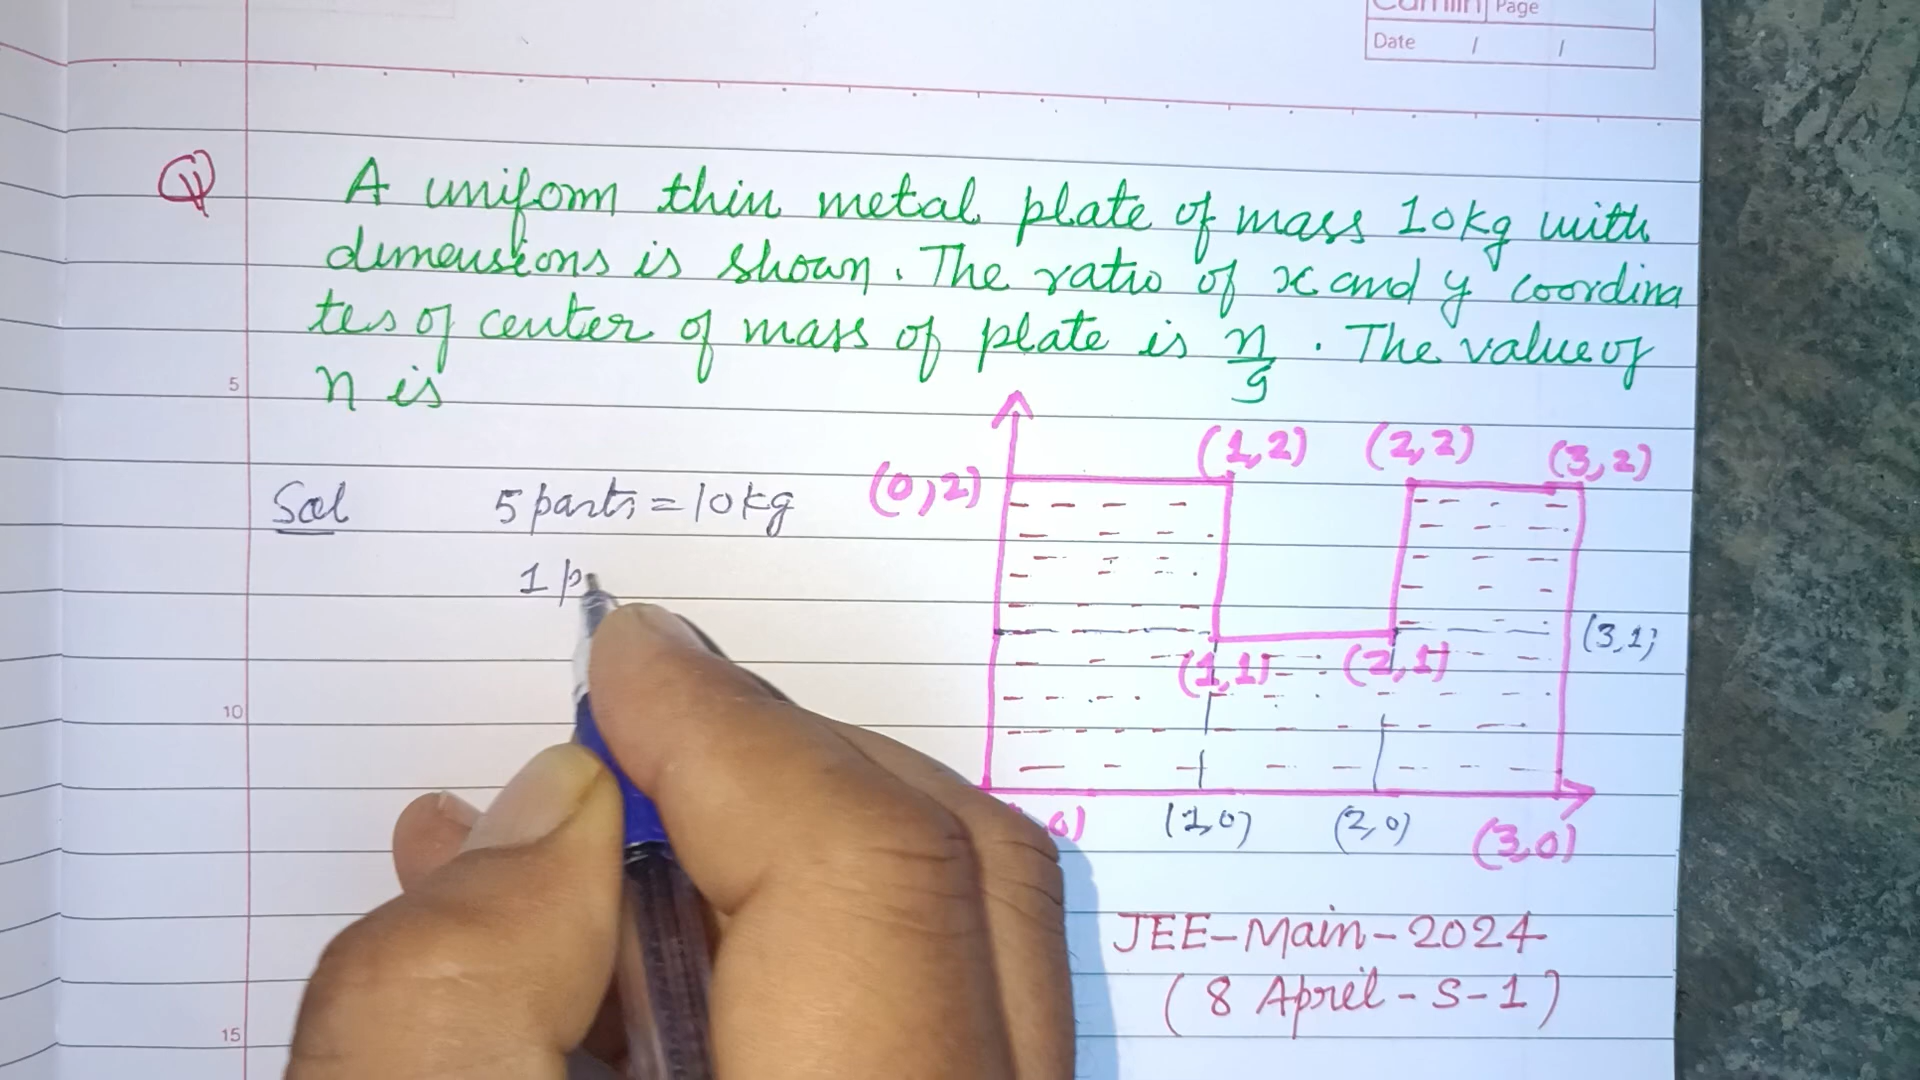 Camlin Page
Date / /
Q A uniform thin metal plate of mass 10kg with
dimensions is shown. The ratio of x and y coordina
tes of center of mass of plate is n/9. The value of
n is
5
(1,2) (2,2) (3,2)
(0,2)
Sol 5 parts = 10kg
1 p
(3,1)
(1,1) (2,1)
10
0) (1,0) (2,0) (3,0)
JEE-Main-2024
(8 April-S-1)
15